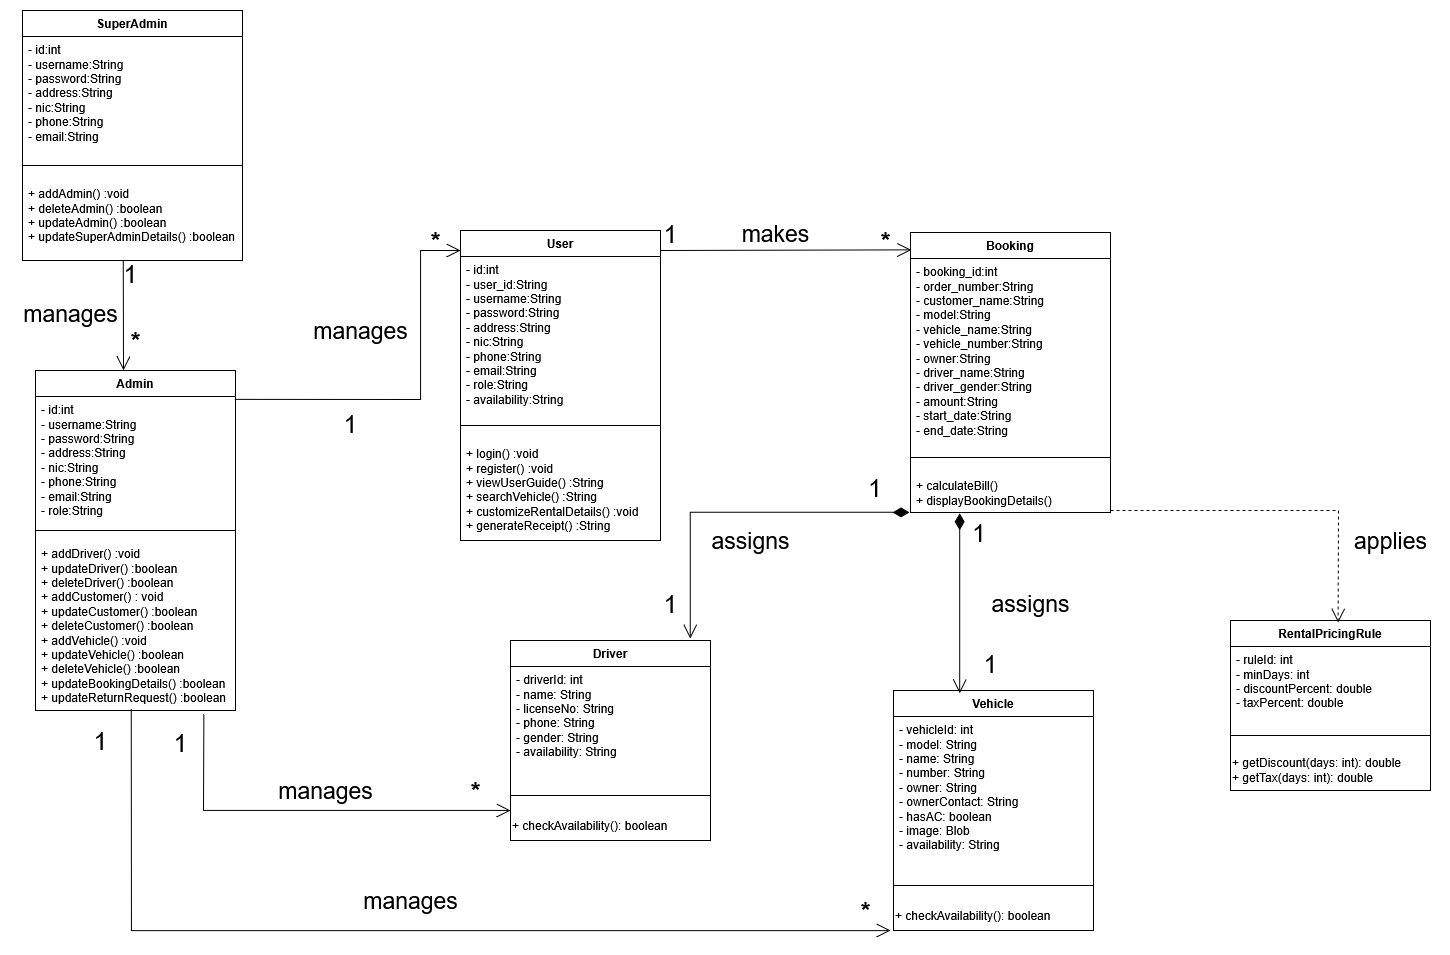 SuperAdmin
- id:int
- username:String
- password:String
- address:String
- nic:String
- phone:String
- email:String
+ addAdmin() :void
+ deleteAdmin() :boolean
+ updateAdmin() :boolean
+ updateSuperAdminDetails() :boolean
1
manages
*
Admin
- id:int
- username:String
- password:String
- address:String
- nic:String
- phone:String
- email:String
- role:String
+ addDriver() :void
+ updateDriver() :boolean
+ deleteDriver() :boolean
+ addCustomer() : void
+ updateCustomer() :boolean
+ deleteCustomer() :boolean
+ addVehicle() :void
+ updateVehicle() :boolean
+ deleteVehicle() :boolean
+ updateBookingDetails() :boolean
+ updateReturnRequest() :boolean
1
manages
*
User
- id:int
- user_id:String
- username:String
- password:String
- address:String
- nic:String
- phone:String
- email:String
- role:String
- availability:String
+ login() :void
+ register() :void
+ viewUserGuide() :String
+ searchVehicle() :String
+ customizeRentalDetails() :void
+ generateReceipt() :String
1
makes
*
Booking
- booking_id:int
- order_number:String
- customer_name:String
- model:String
- vehicle_name:String
- vehicle_number:String
- owner:String
- driver_name:String
- driver_gender:String
- amount:String
- start_date:String
- end_date:String
+ calculateBill()
+ displayBookingDetails()
1
assigns
1
1
assigns
1
applies
Driver
- driverId: int
- name: String
- licenseNo: String
- phone: String
- gender: String
- availability: String
+ checkAvailability(): boolean
Vehicle
- vehicleId: int
- model: String
- name: String
- number: String
- owner: String
- ownerContact: String
- hasAC: boolean
- image: Blob
- availability: String
+ checkAvailability(): boolean
RentalPricingRule
- ruleId: int
- minDays: int
- discountPercent: double
- taxPercent: double
+ getDiscount(days: int): double
+ getTax(days: int): double
1
1
manages
*
manages
*